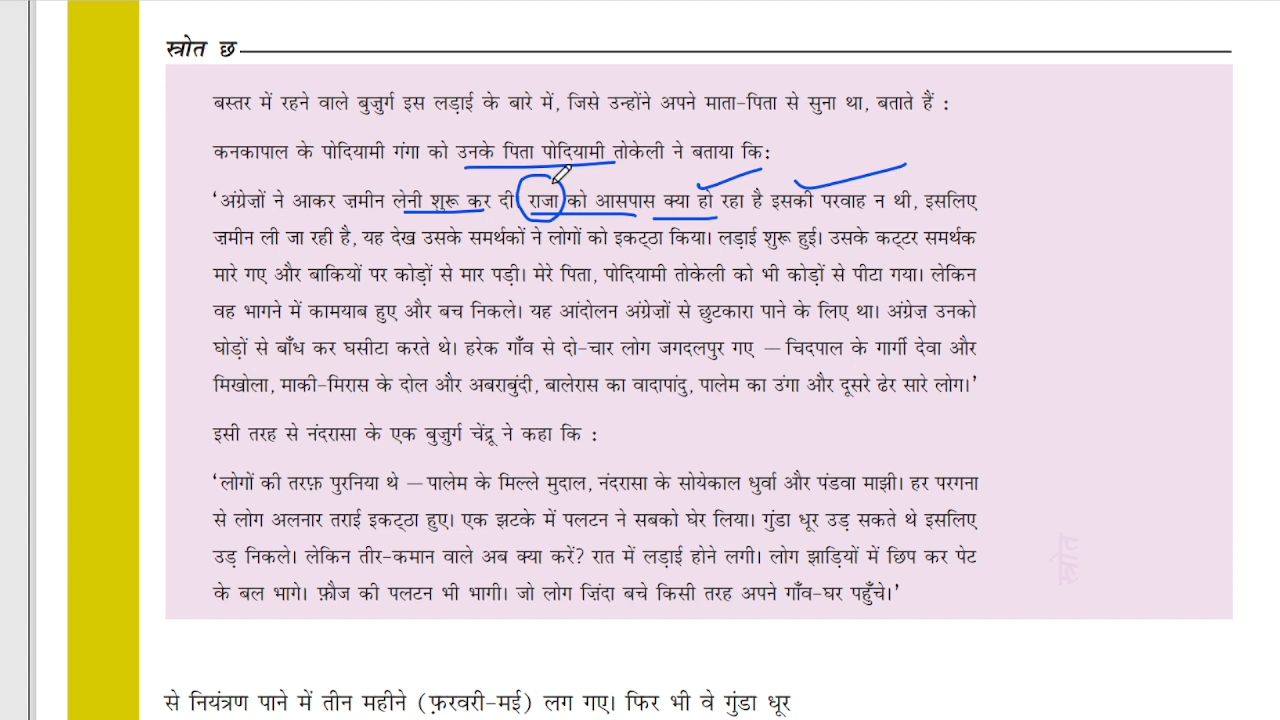 स्त्रोत छ
बस्तर में रहने वाले बुज़ुर्ग इस लड़ाई के बारे में, जिसे उन्होंने अपने माता-पिता से सुना था, बताते हैं :
कनकापाल के पोदियामी गंगा को उनके पिता पोदियामी तोकेली ने बताया कि:
‘अंग्रेज़ों ने आकर ज़मीन लेनी शुरू कर दी राजा को आसपास क्या हो रहा है इसकी परवाह न थी, इसलिए
ज़मीन ली जा रही है, यह देख उसके समर्थकों ने लोगों को इकट्ठा किया। लड़ाई शुरू हुई। उसके कट्टर समर्थक
मारे गए और बाकियों पर कोड़ों से मार पड़ी। मेरे पिता, पोदियामी तोकेली को भी कोड़ों से पीटा गया। लेकिन
वह भागने में कामयाब हुए और बच निकले। यह आंदोलन अंग्रेज़ों से छुटकारा पाने के लिए था। अंग्रेज़ उनको
घोड़ों से बाँध कर घसीटा करते थे। हरेक गाँव से दो-चार लोग जगदलपुर गए — चिदपाल के गार्गी देवा और
मिखोला, माकी-मिरास के दोल और अबराबुंदी, बालेरास का वादापांदु, पालेम का उंगा और दूसरे ढेर सारे लोग।’
इसी तरह से नंदरासा के एक बुज़ुर्ग चेंद्रू ने कहा कि :
‘लोगों की तरफ़ पुरनिया थे — पालेम के मिल्ले मुदाल, नंदरासा के सोयेकाल धुर्वा और पंडवा माझी। हर परगना
से लोग अलनार तराई इकट्ठा हुए। एक झटके में पलटन ने सबको घेर लिया। गुंडा धूर उड़ सकते थे इसलिए
उड़ निकले। लेकिन तीर-कमान वाले अब क्या करें? रात में लड़ाई होने लगी। लोग झाड़ियों में छिप कर पेट
के बल भागे। फ़ौज की पलटन भी भागी। जो लोग ज़िंदा बचे किसी तरह अपने गाँव-घर पहुँचे।’
स्त्रोत
से नियंत्रण पाने में तीन महीने (फ़रवरी-मई) लग गए। फिर भी वे गुंडा धूर